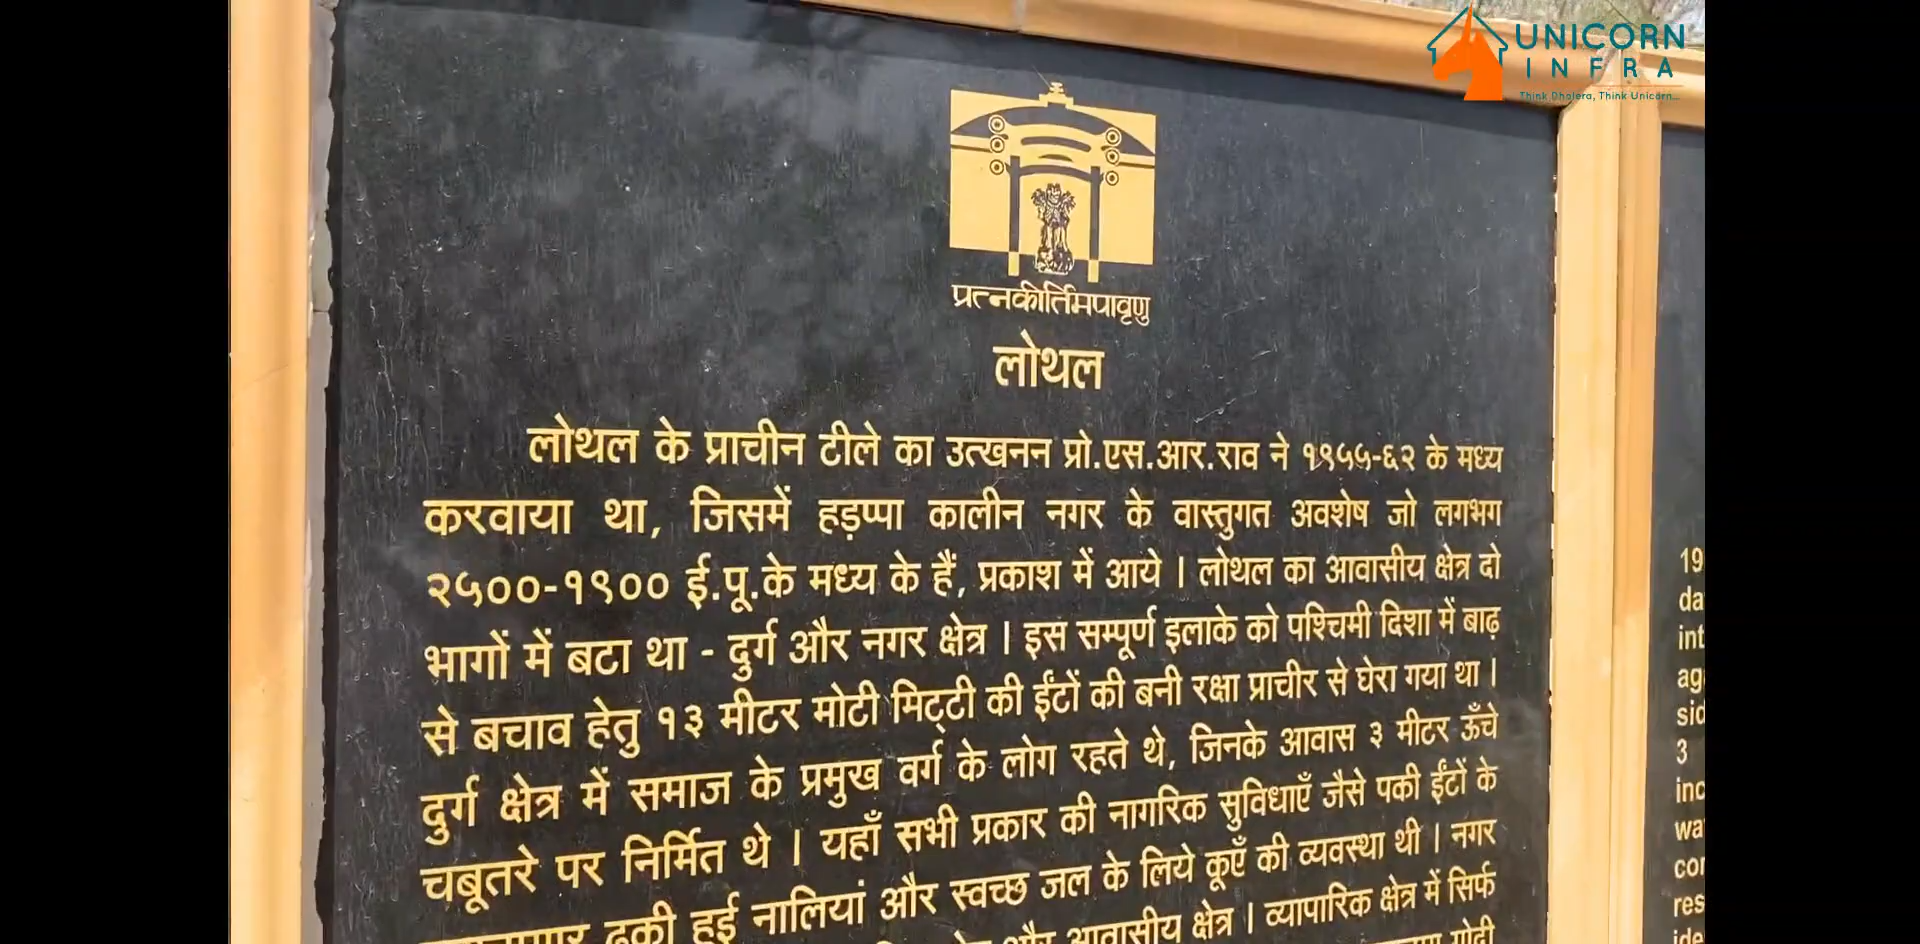 UNICORN
INFRA
Think Dholera, Think Unicorn...
प्रत्नकीर्तिमपावृणु
लोथल
लोथल के प्राचीन टीले का उत्खनन प्रो.एस.आर.राव ने १९५५-६२ के मध्य
करवाया था, जिसमें हड़प्पा कालीन नगर के वास्तुगत अवशेष जो लगभग
२५००-१९०० ई.पू.के मध्य के हैं, प्रकाश में आये । लोथल का आवासीय क्षेत्र दो
भागों में बटा था - दुर्ग और नगर क्षेत्र । इस सम्पूर्ण इलाके को पश्चिमी दिशा में बाढ़
से बचाव हेतु १३ मीटर मोटी मिट्टी की ईंटों की बनी रक्षा प्राचीर से घेरा गया था ।
दुर्ग क्षेत्र में समाज के प्रमुख वर्ग के लोग रहते थे, जिनके आवास ३ मीटर ऊँचे
चबूतरे पर निर्मित थे । यहाँ सभी प्रकार की नागरिक सुविधाएँ जैसे पकी ईंटों के
ढकी हुई नालियां और स्वच्छ जल के लिये कूएँ की व्यवस्था थी । नगर
और आवासीय क्षेत्र । व्यापारिक क्षेत्र में सिर्फ
19
da
int
ag
sid
3
inc
wa
cor
res
ide